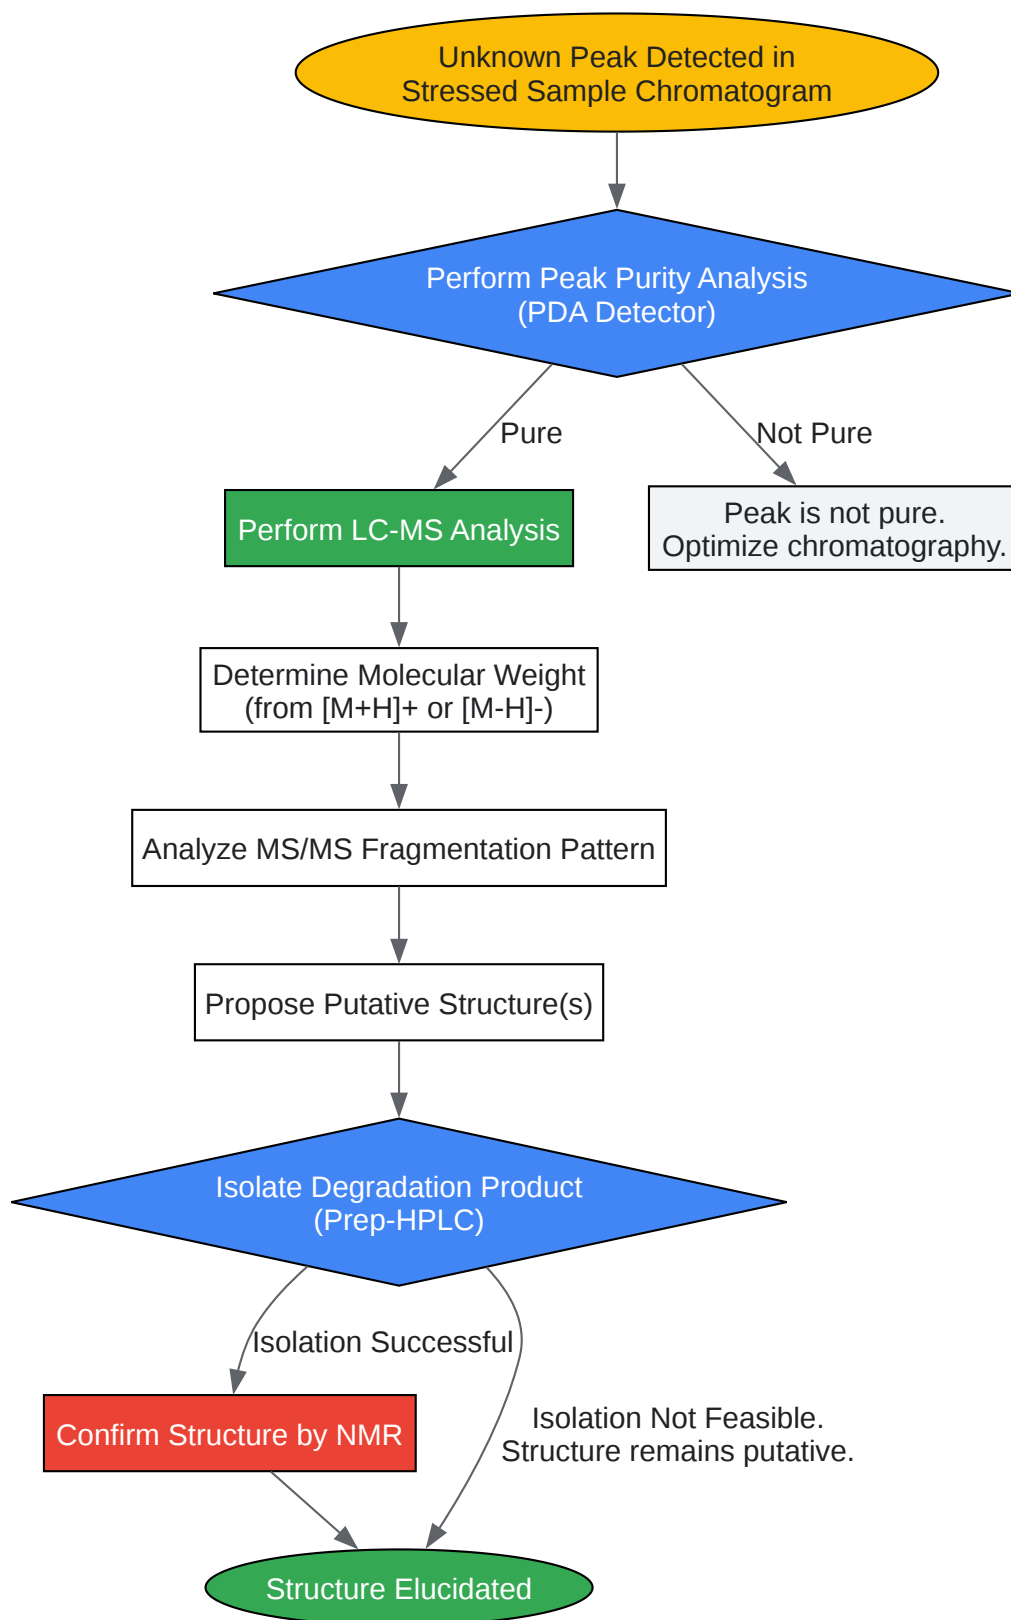 Unknown Peak Detected in
Stressed Sample Chromatogram
Perform Peak Purity Analysis
(PDA Detector)
Pure
Not Pure
Perform LC-MS Analysis
Peak is not pure.
Optimize chromatography.
Determine Molecular Weight
(from [M+H]+ or [M-H]-)
Analyze MS/MS Fragmentation Pattern
Propose Putative Structure(s)
Isolate Degradation Product
(Prep-HPLC)
Isolation Successful
Isolation Not Feasible.
Structure remains putative.
Confirm Structure by NMR
Structure Elucidated